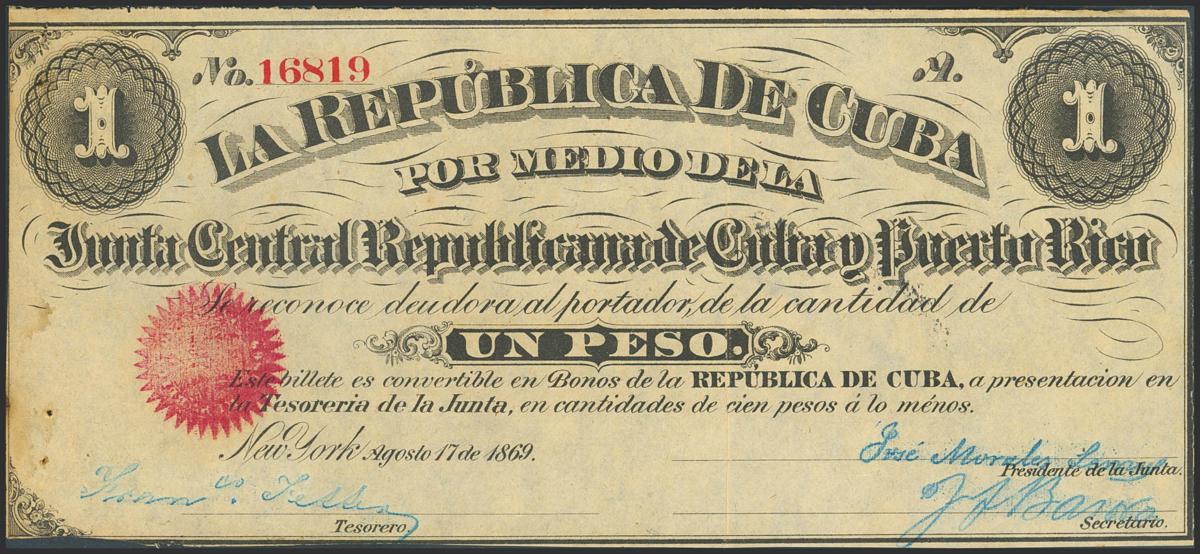 No. 16819 A.
1 1
LA REPÚBLICA DE CUBA
POR MEDIO DE LA
Junta Central Republicana de Cuba y Puerto Rico
Se reconoce deudora al portador, de la cantidad de
UN PESO.
Este billete es convertible en Bonos de la REPÚBLICA DE CUBA, a presentacion en
la Tesoreria de la Junta, en cantidades de cien pesos á lo ménos.
New York Agosto 17 de 1869.
José Morales
Presidente de la Junta.
Franco.
Tesorero.
Secretario.